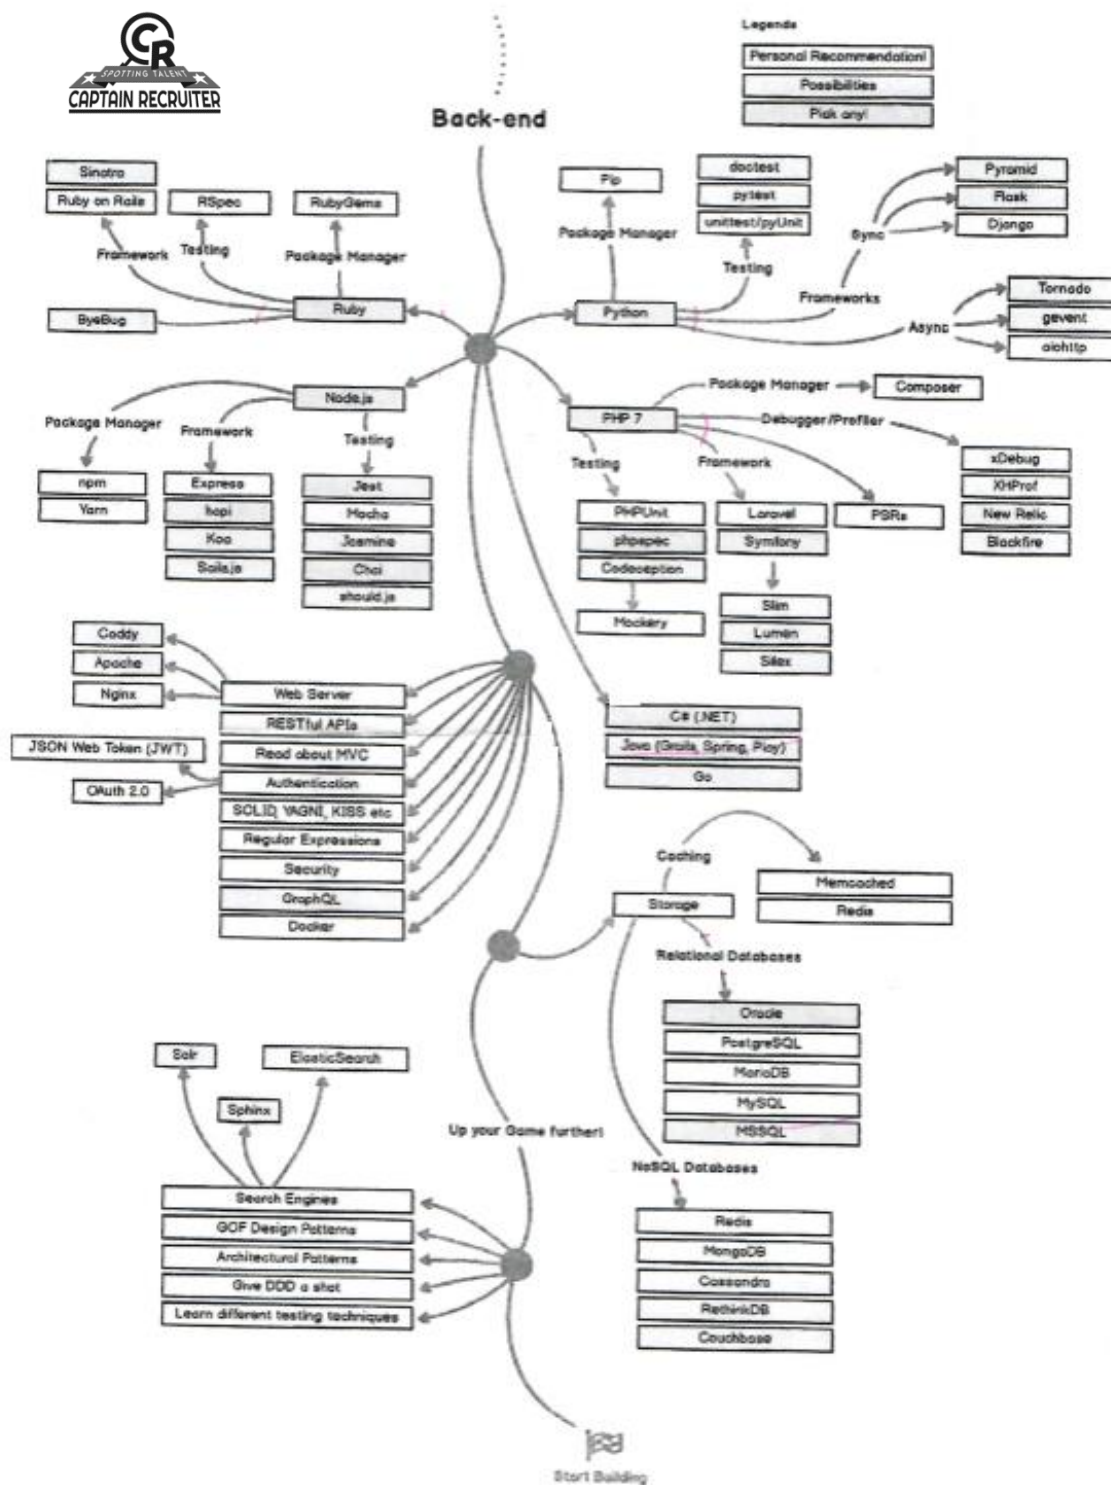 CR
SPOTTING TALENT
CAPTAIN RECRUITER
Legends
Personal Recommendation!
Possibilities
Pick any!
Back-end
Sinatra
Ruby on Rails
RSpec
RubyGems
Framework
Testing
Package Manager
Ruby
ByeBug
Pip
Package Manager
doctest
pytest
unittest/pyUnit
Testing
Python
Frameworks
Sync
Pyramid
Flask
Django
Async
Tornado
gevent
aiohttp
Node.js
Package Manager
Framework
Testing
npm
Yarn
Express
hapi
Koa
Sails.js
Jest
Mocha
Jasmine
Chai
should.js
PHP 7
Package Manager
Composer
Debugger/Profiler
Testing
Framework
xDebug
XHProf
New Relic
Blackfire
PHPUnit
phpspec
Codeception
Mockery
Laravel
Symfony
Slim
Lumen
Silex
PSRs
C# (.NET)
Java (Grails, Spring, Play)
Go
Caddy
Apache
Nginx
Web Server
RESTful APIs
Read about MVC
JSON Web Token (JWT)
OAuth 2.0
Authentication
SOLID, YAGNI, KISS etc
Regular Expressions
Security
GraphQL
Docker
Caching
Storage
Memcached
Redis
Relational Databases
Oracle
PostgreSQL
MariaDB
MySQL
MSSQL
NoSQL Databases
Redis
MongoDB
Cassandra
RethinkDB
Couchbase
Up your Game further!
Solr
ElasticSearch
Sphinx
Search Engines
GOF Design Patterns
Architectural Patterns
Give DDD a shot
Learn different testing techniques
Start Building